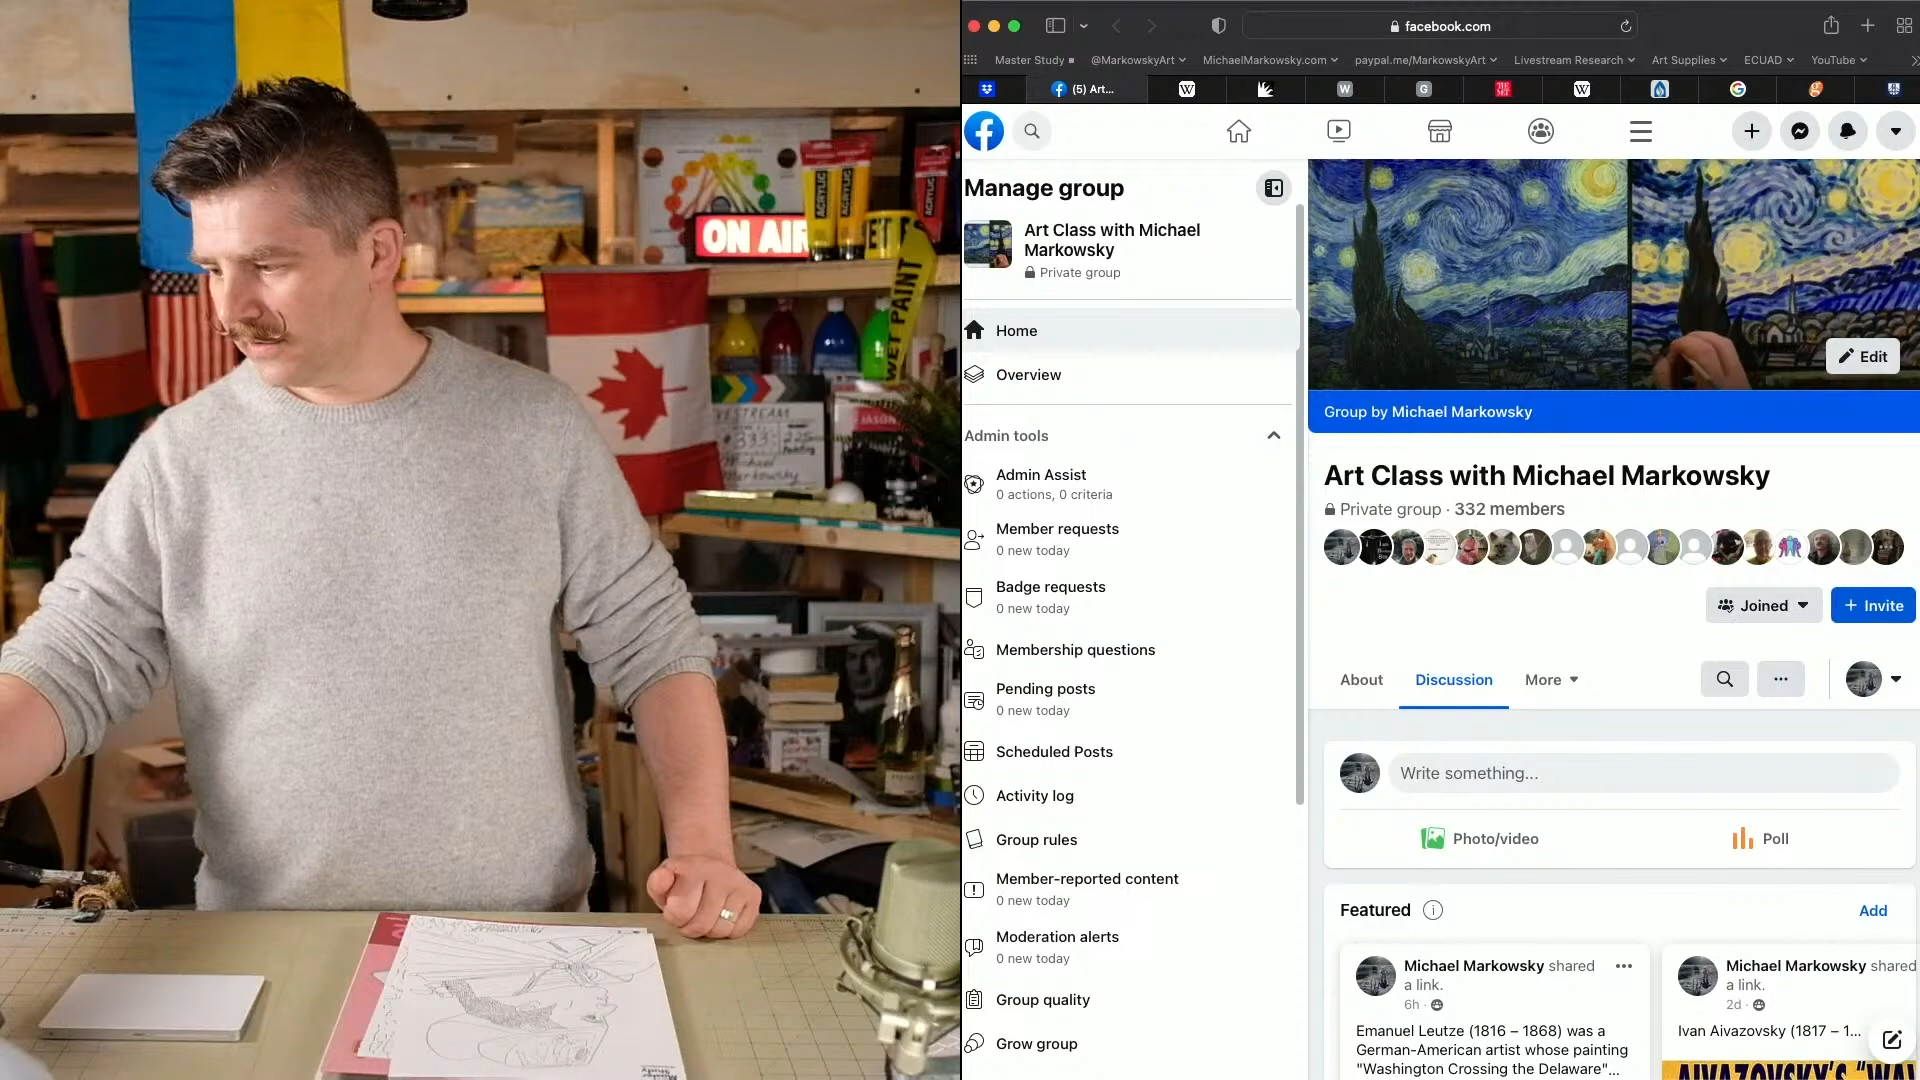 ON AIR
ACRYLIC
ACRYLIC
WET PAINT
facebook.com
Master Study
@MarkowskyArt
MichaelMarkowsky.com
paypal.me/MarkowskyArt
Livestream Research
Art Supplies
ECUAD
YouTube
(5) Art...
Manage group
Art Class with Michael
Markowsky
Private group
Home
Overview
Admin tools
Admin Assist
0 actions, 0 criteria
Member requests
0 new today
Badge requests
0 new today
Membership questions
Pending posts
0 new today
Scheduled Posts
Activity log
Group rules
Member-reported content
0 new today
Moderation alerts
0 new today
Group quality
Grow group
Edit
Group by Michael Markowsky
Art Class with Michael Markowsky
Private group · 332 members
Joined
+ Invite
About
Discussion
More
Write something...
Photo/video
Poll
Featured
Add
Michael Markowsky shared
a link.
6h
Emanuel Leutze (1816 – 1868) was a
German-American artist whose painting
"Washington Crossing the Delaware"...
Michael Markowsky shared
a link.
2d
Ivan Aivazovsky (1817 – 1...